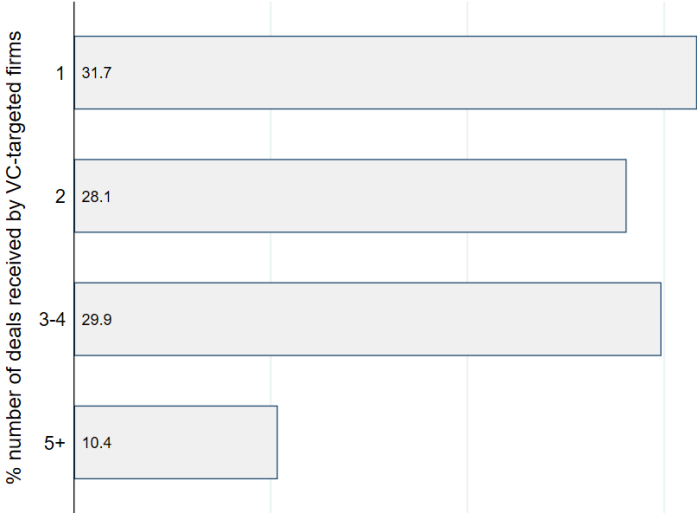 % number of deals received by VC-targeted firms
1 31.7
2 28.1
3-4 29.9
5+ 10.4